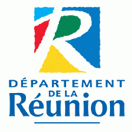 R
DÉPARTEMENT
DE LA
Réunion